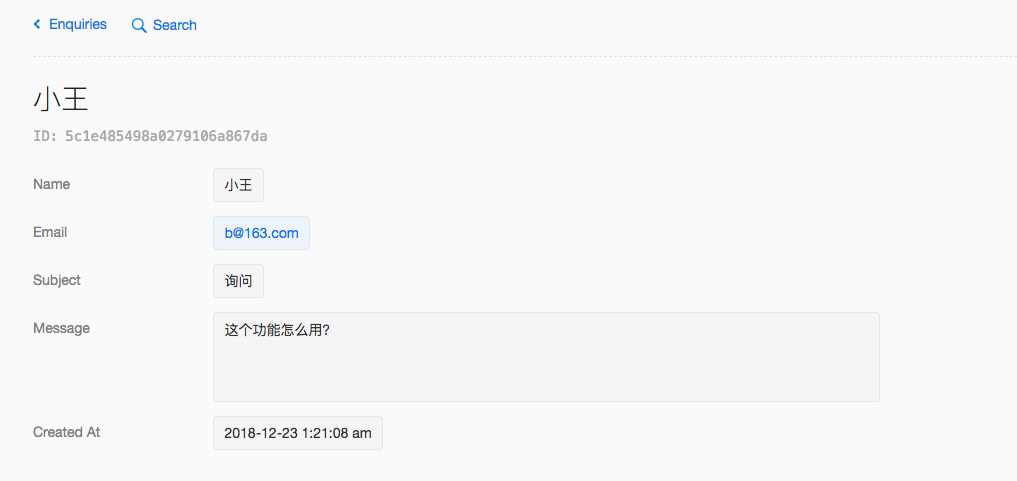 Enquiries Search
小王
ID: 5c1e485498a0279106a867da
Name 小王
Email b@163.com
Subject 询问
Message 这个功能怎么用?
Created At 2018-12-23 1:21:08 am